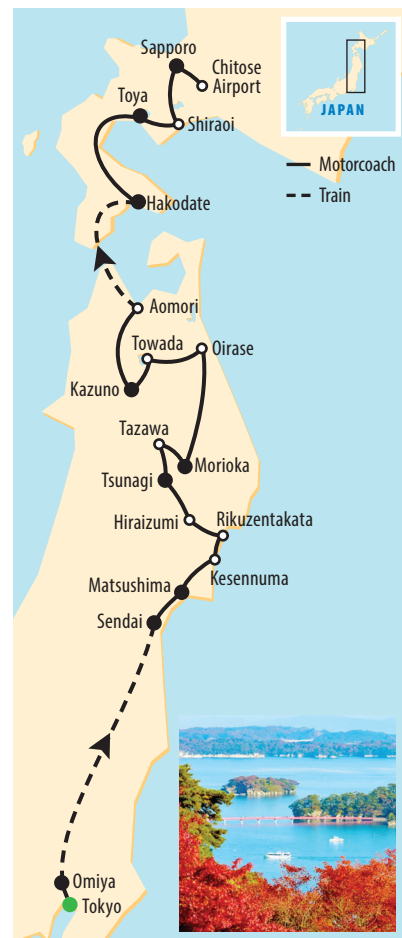 Sapporo
Chitose
Airport
Toya
Shiraoi
JAPAN
Motorcoach
Train
Hakodate
Aomori
Towada
Oirase
Kazuno
Tazawa
Morioka
Tsunagi
Hiraizumi
Rikuzentakata
Kesennuma
Matsushima
Sendai
Omiya
Tokyo